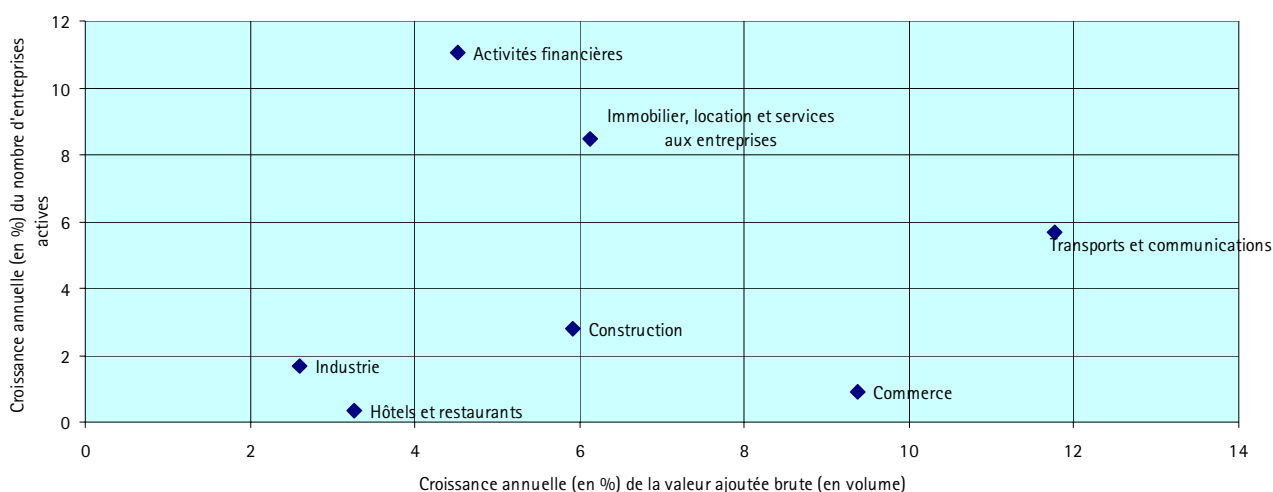 12
10
8
6
4
2
0
Croissance annuelle (en %) du nombre d'entreprises
actives
Activités financières
Immobilier, location et services
aux entreprises
Transports et communications
Construction
Industrie
Commerce
Hôtels et restaurants
0 2 4 6 8 10 12 14
Croissance annuelle (en %) de la valeur ajoutée brute (en volume)